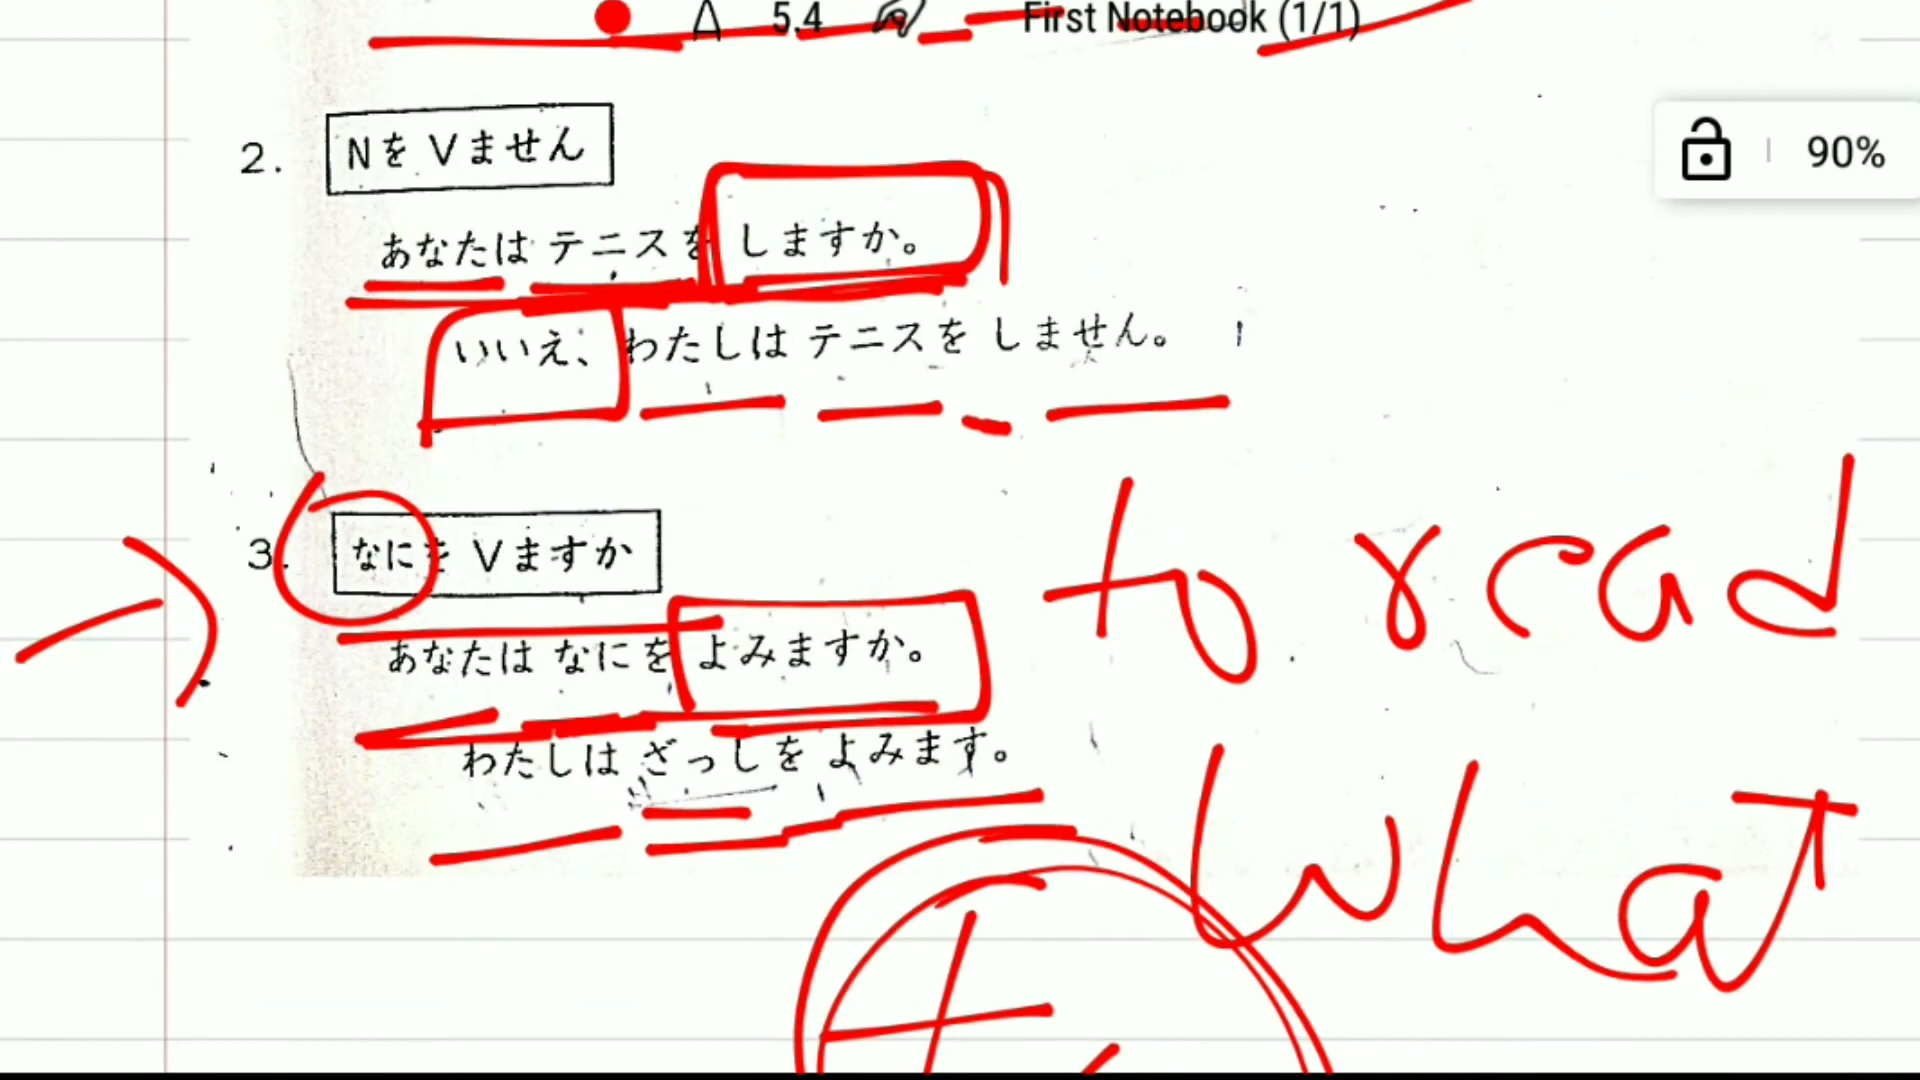 5.4 First Notebook (1/1)
90%
2. NをVません
あなたは テニスを しますか。
いいえ、わたしは テニスを しません。
3. なにを Vますか
あなたは なにを よみますか。
わたしは ざっしを よみます。
to read
what